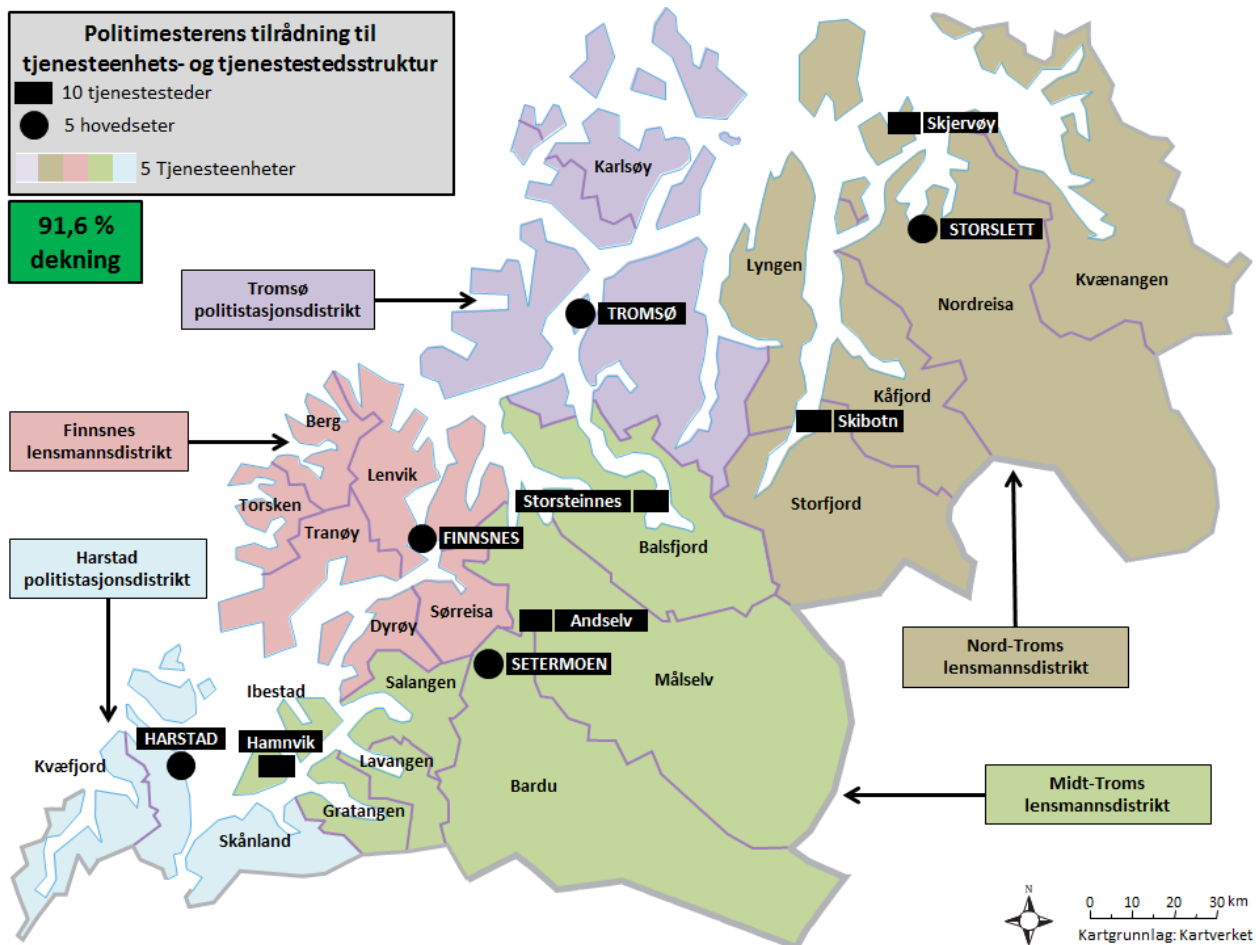 Politimesterens tilrådning til
tjenesteenhets- og tjenestestedsstruktur
10 tjenestesteder
5 hovedseter
5 Tjenesteenheter
91,6 %
dekning
Skjervøy
Karlsøy
STORSLETT
Lyngen
Kvænangen
Tromsø
politistasjonsdistrikt
Nordreisa
TROMSØ
Kåfjord
Berg
Skibotn
Finnsnes
lensmannsdistrikt
Lenvik
Torsken
Storsteinnes
Storfjord
Tranøy
FINNSNES
Balsfjord
Harstad
politistasjonsdistrikt
Sørreisa
Andselv
Dyrøy
Nord-Troms
lensmannsdistrikt
SETERMOEN
Salangen
Målselv
Ibestad
HARSTAD
Hamnvik
Kvæfjord
Lavangen
Bardu
Midt-Troms
lensmannsdistrikt
Gratangen
Skånland
N
0 10 20 30 km
Kartgrunnlag: Kartverket